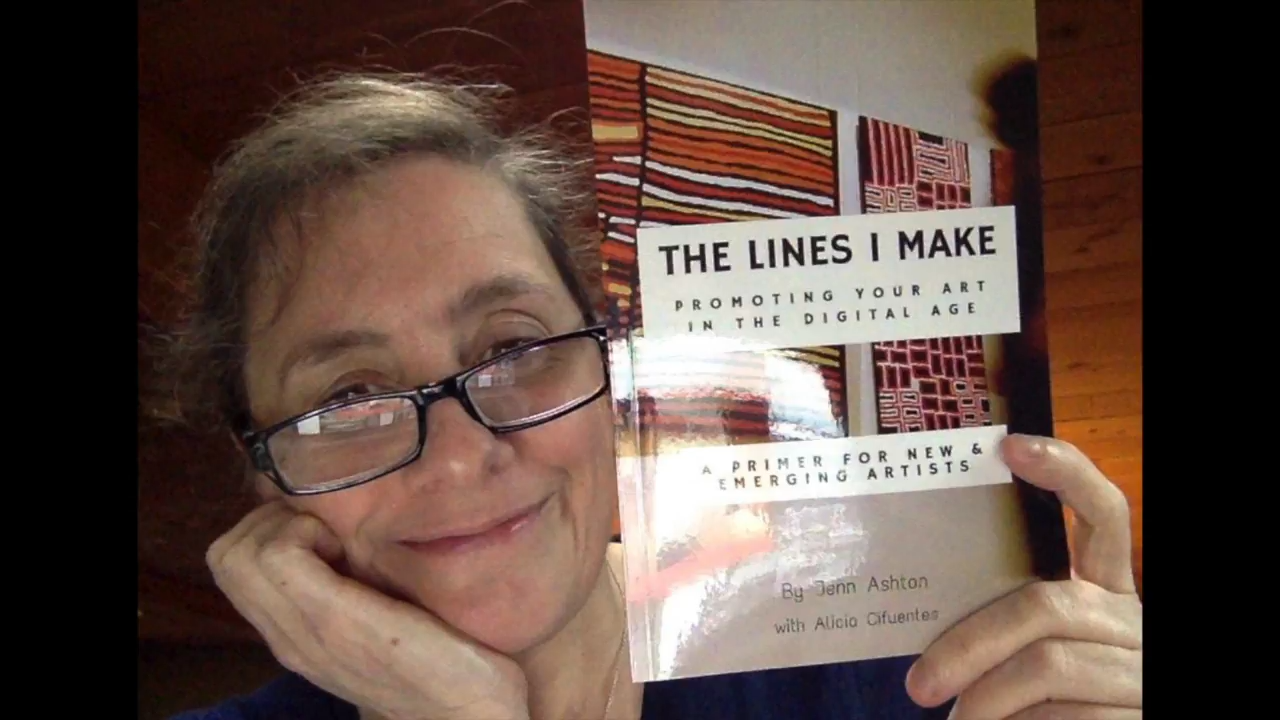 THE LINES I MAKE
PROMOTING YOUR ART
IN THE DIGITAL AGE
A PRIMER FOR NEW &
EMERGING ARTISTS
By Jenn Ashton
with Alicia Cifuentes